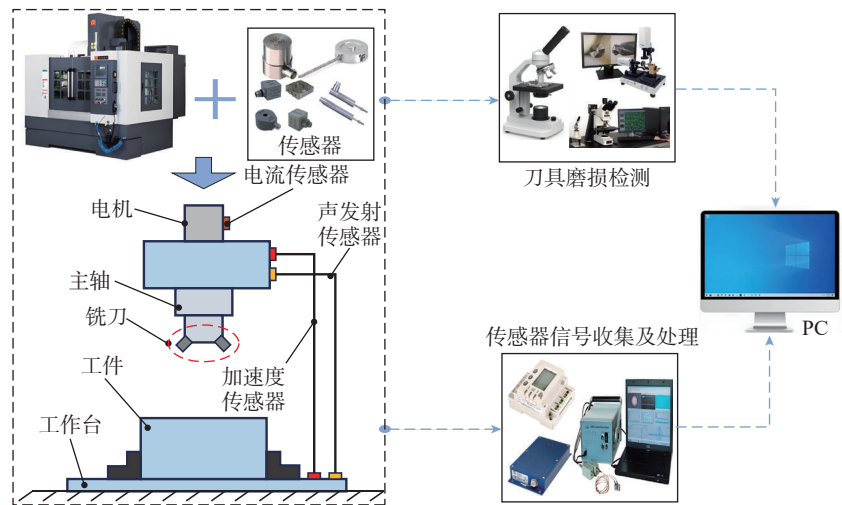 传感器
电流传感器
电机
声发射
传感器
主轴
铣刀
工件
加速度
传感器
工作台
刀具磨损检测
PC
传感器信号收集及处理